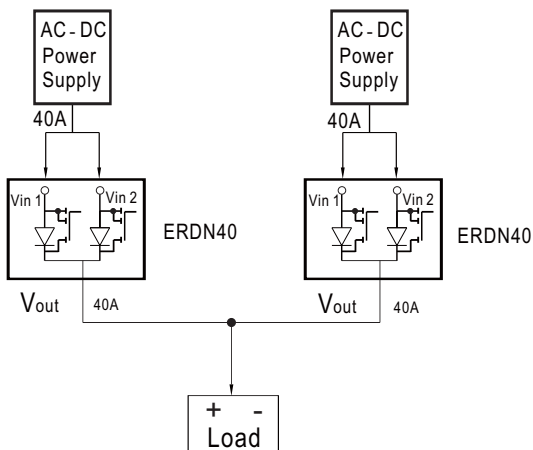 AC - DC
Power
Supply
AC - DC
Power
Supply
40A
40A
Vin 1
Vin 2
ERDN40
Vin 1
Vin 2
ERDN40
Vout
40A
Vout
40A
+ -
Load